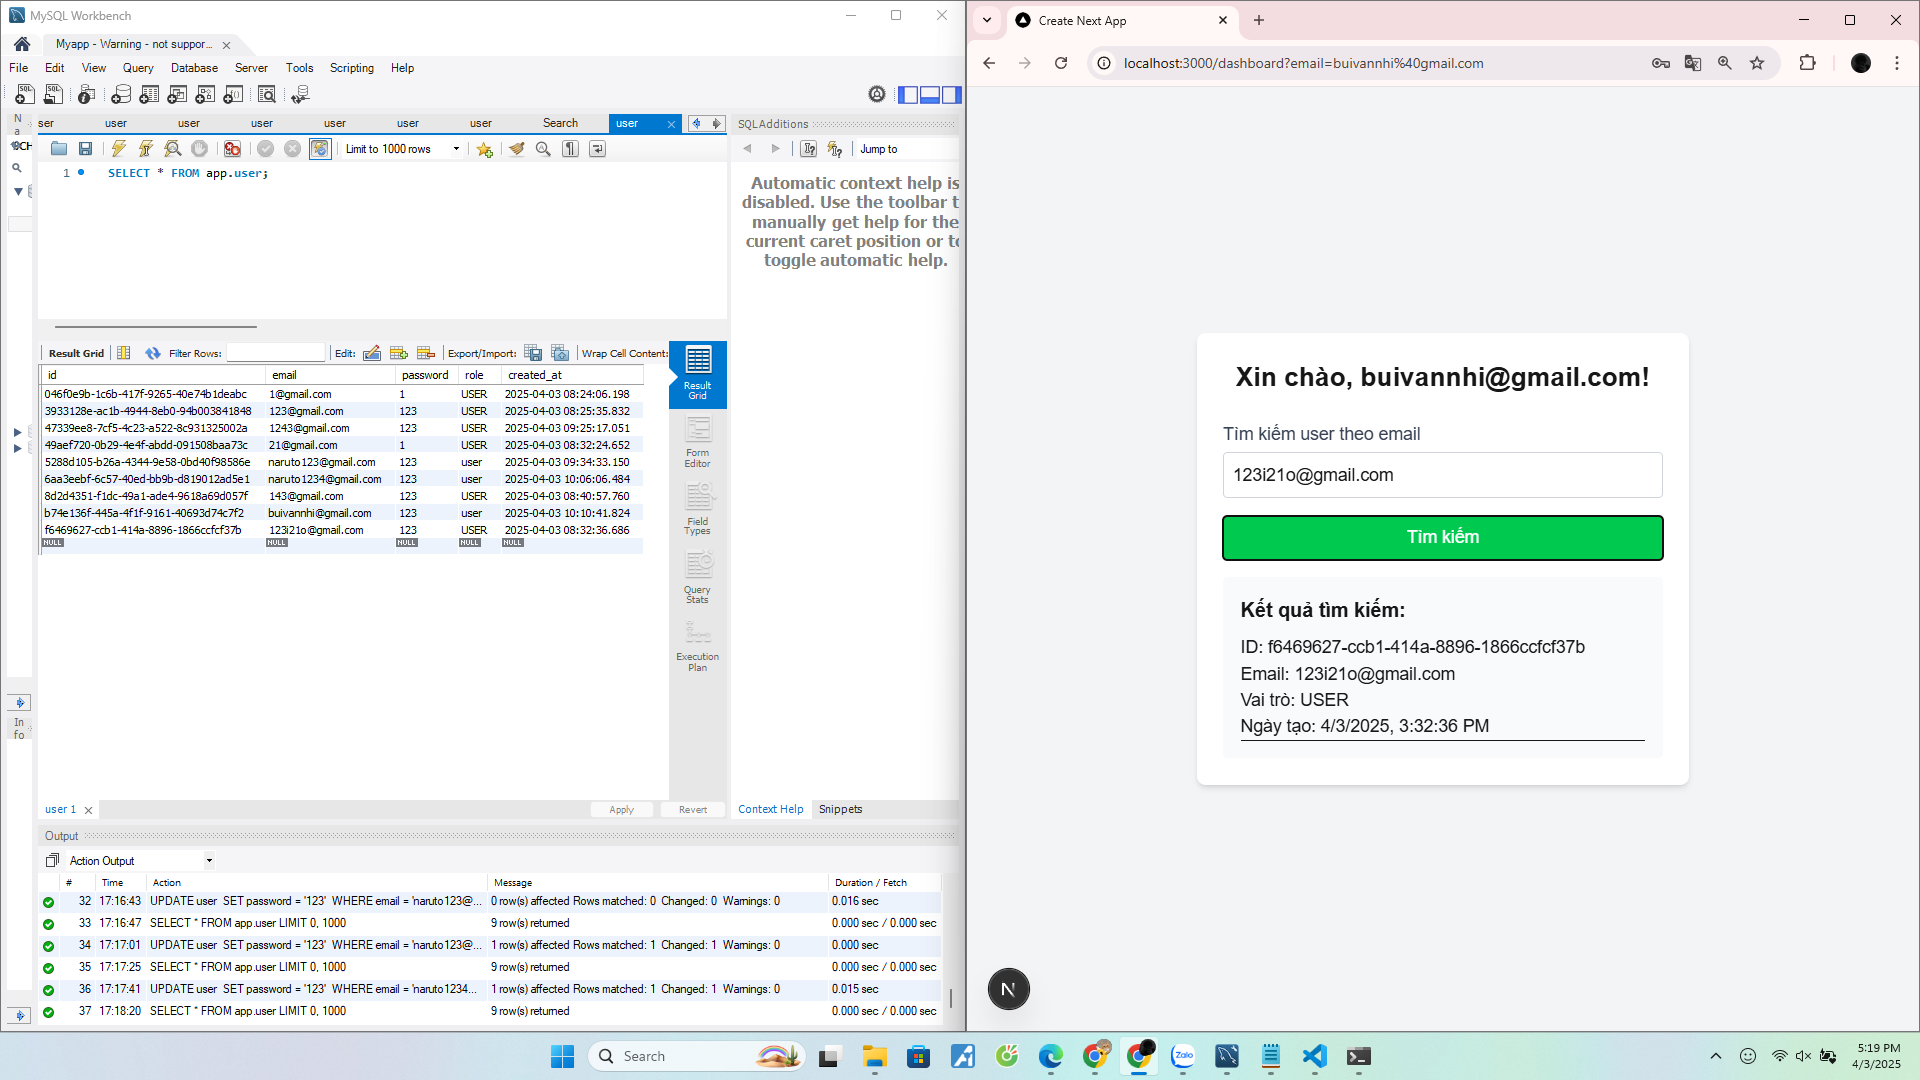 MySQL Workbench
Myapp - Warning - not suppor...
File Edit View Query Database Server Tools Scripting Help
ser user user user user user user Search user
Limit to 1000 rows
1 SELECT * FROM app.user;
SQLAdditions
Jump to
Automatic context help is
disabled. Use the toolbar t
manually get help for the
current caret position or to
toggle automatic help.
Result Grid Filter Rows: Edit: Export/Import: Wrap Cell Content:
id email password role created_at
046f0e9b-1c6b-417f-9265-40e74b1deabc 1@gmail.com 1 USER 2025-04-03 08:24:06.198
3933128e-ac1b-4944-8eb0-94b003841848 123@gmail.com 123 USER 2025-04-03 08:25:35.832
47339ee8-7cf5-4c23-a522-8c931325002a 1243@gmail.com 123 USER 2025-04-03 09:25:17.051
49aef720-0b29-4e4f-abdd-091508baa73c 21@gmail.com 1 USER 2025-04-03 08:32:24.652
5288d105-b26a-4344-9e58-0bd40f98586e naruto123@gmail.com 123 user 2025-04-03 09:34:33.150
6aa3eebf-6c57-40ed-bb9b-d819012ad5e1 naruto1234@gmail.com 123 user 2025-04-03 10:06:06.484
8d2d4351-f1dc-49a1-ade4-9618a69d057f 143@gmail.com 123 USER 2025-04-03 08:40:57.760
b74e136f-445a-4f1f-9161-40693d74c7f2 buivannhi@gmail.com 123 user 2025-04-03 10:10:41.824
f6469627-ccb1-414a-8896-1866ccfcf37b 123i21o@gmail.com 123 USER 2025-04-03 08:32:36.686
NULL NULL NULL NULL NULL
Result
Grid
Form
Editor
Field
Types
Query
Stats
Execution
Plan
In
fo
user 1
Apply Revert
Context Help Snippets
Output
Action Output
# Time Action Message Duration / Fetch
32 17:16:43 UPDATE user SET password = '123' WHERE email = 'naruto123@... 0 row(s) affected Rows matched: 0 Changed: 0 Warnings: 0 0.016 sec
33 17:16:47 SELECT * FROM app.user LIMIT 0, 1000 9 row(s) returned 0.000 sec / 0.000 sec
34 17:17:01 UPDATE user SET password = '123' WHERE email = 'naruto123@... 1 row(s) affected Rows matched: 1 Changed: 1 Warnings: 0 0.000 sec
35 17:17:25 SELECT * FROM app.user LIMIT 0, 1000 9 row(s) returned 0.000 sec / 0.000 sec
36 17:17:41 UPDATE user SET password = '123' WHERE email = 'naruto1234... 1 row(s) affected Rows matched: 1 Changed: 1 Warnings: 0 0.015 sec
37 17:18:20 SELECT * FROM app.user LIMIT 0, 1000 9 row(s) returned 0.000 sec / 0.000 sec
Create Next App
localhost:3000/dashboard?email=buivannhi%40gmail.com
Xin chào, buivannhi@gmail.com!
Tìm kiếm user theo email
123i21o@gmail.com
Tìm kiếm
Kết quả tìm kiếm:
ID: f6469627-ccb1-414a-8896-1866ccfcf37b
Email: 123i21o@gmail.com
Vai trò: USER
Ngày tạo: 4/3/2025, 3:32:36 PM
N
Search
Zalo
5:19 PM
4/3/2025